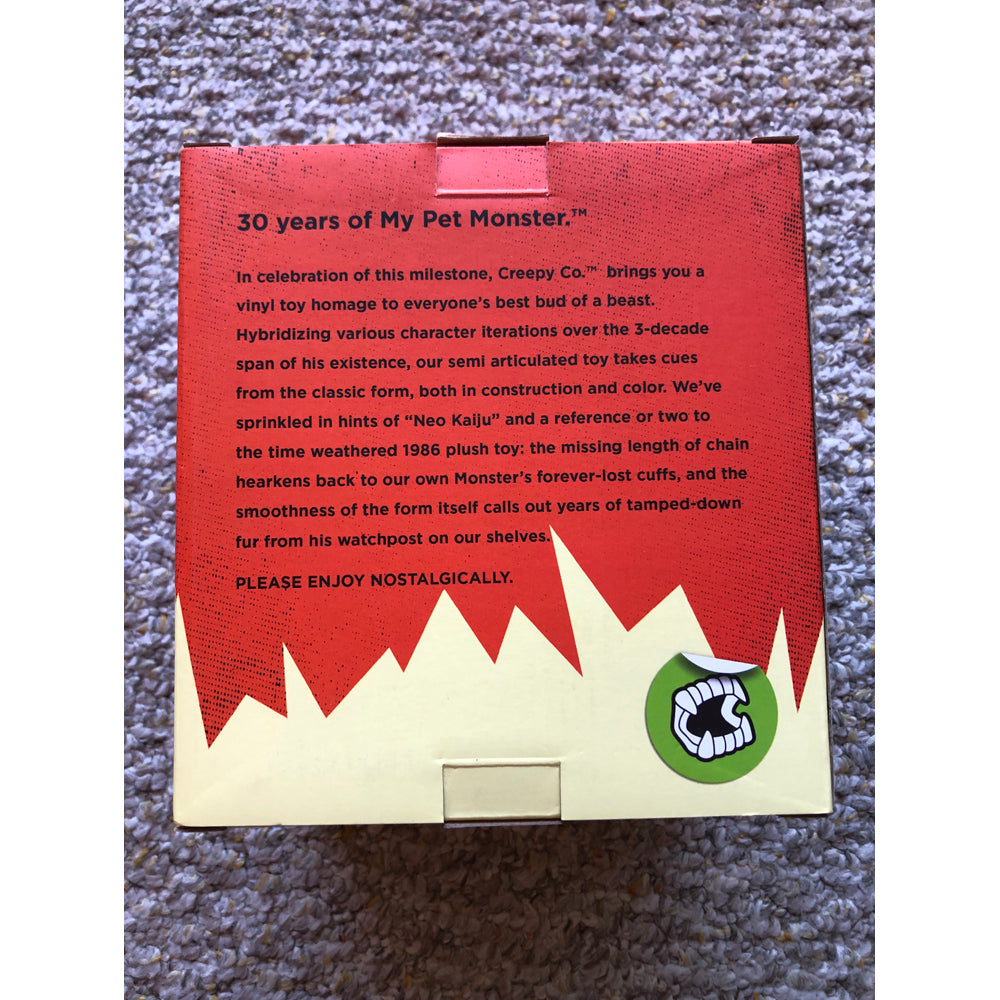 30 years of My Pet Monster.™
In celebration of this milestone, Creepy Co.™ brings you a
vinyl toy homage to everyone's best bud of a beast.
Hybridizing various character iterations over the 3-decade
span of his existence, our semi articulated toy takes cues
from the classic form, both in construction and color. We've
sprinkled in hints of “Neo Kaiju” and a reference or two to
the time weathered 1986 plush toy: the missing length of chain
hearkens back to our own Monster's forever-lost cuffs, and the
smoothness of the form itself calls out years of tamped-down
fur from his watchpost on our shelves.
PLEASE ENJOY NOSTALGICALLY.